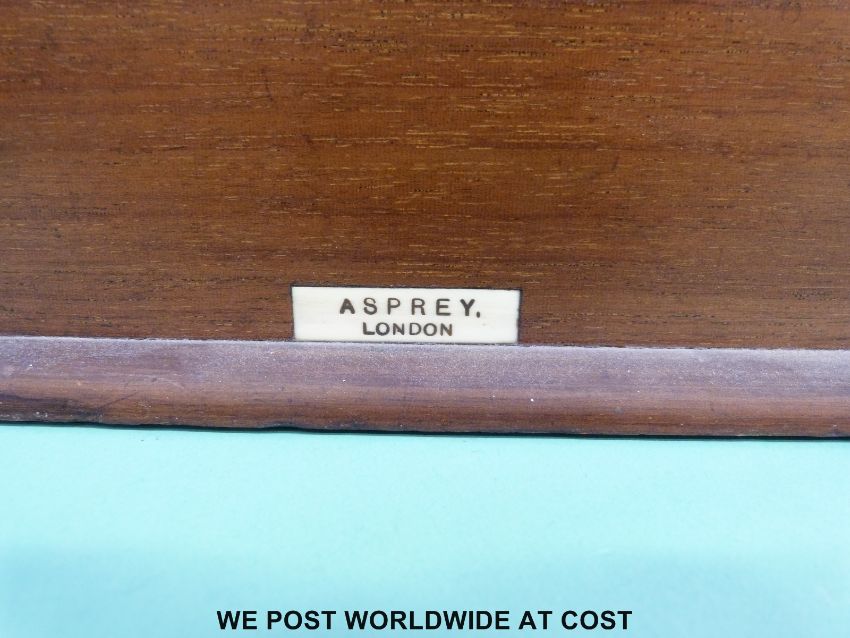 ASPREY.
LONDON
WE POST WORLDWIDE AT COST